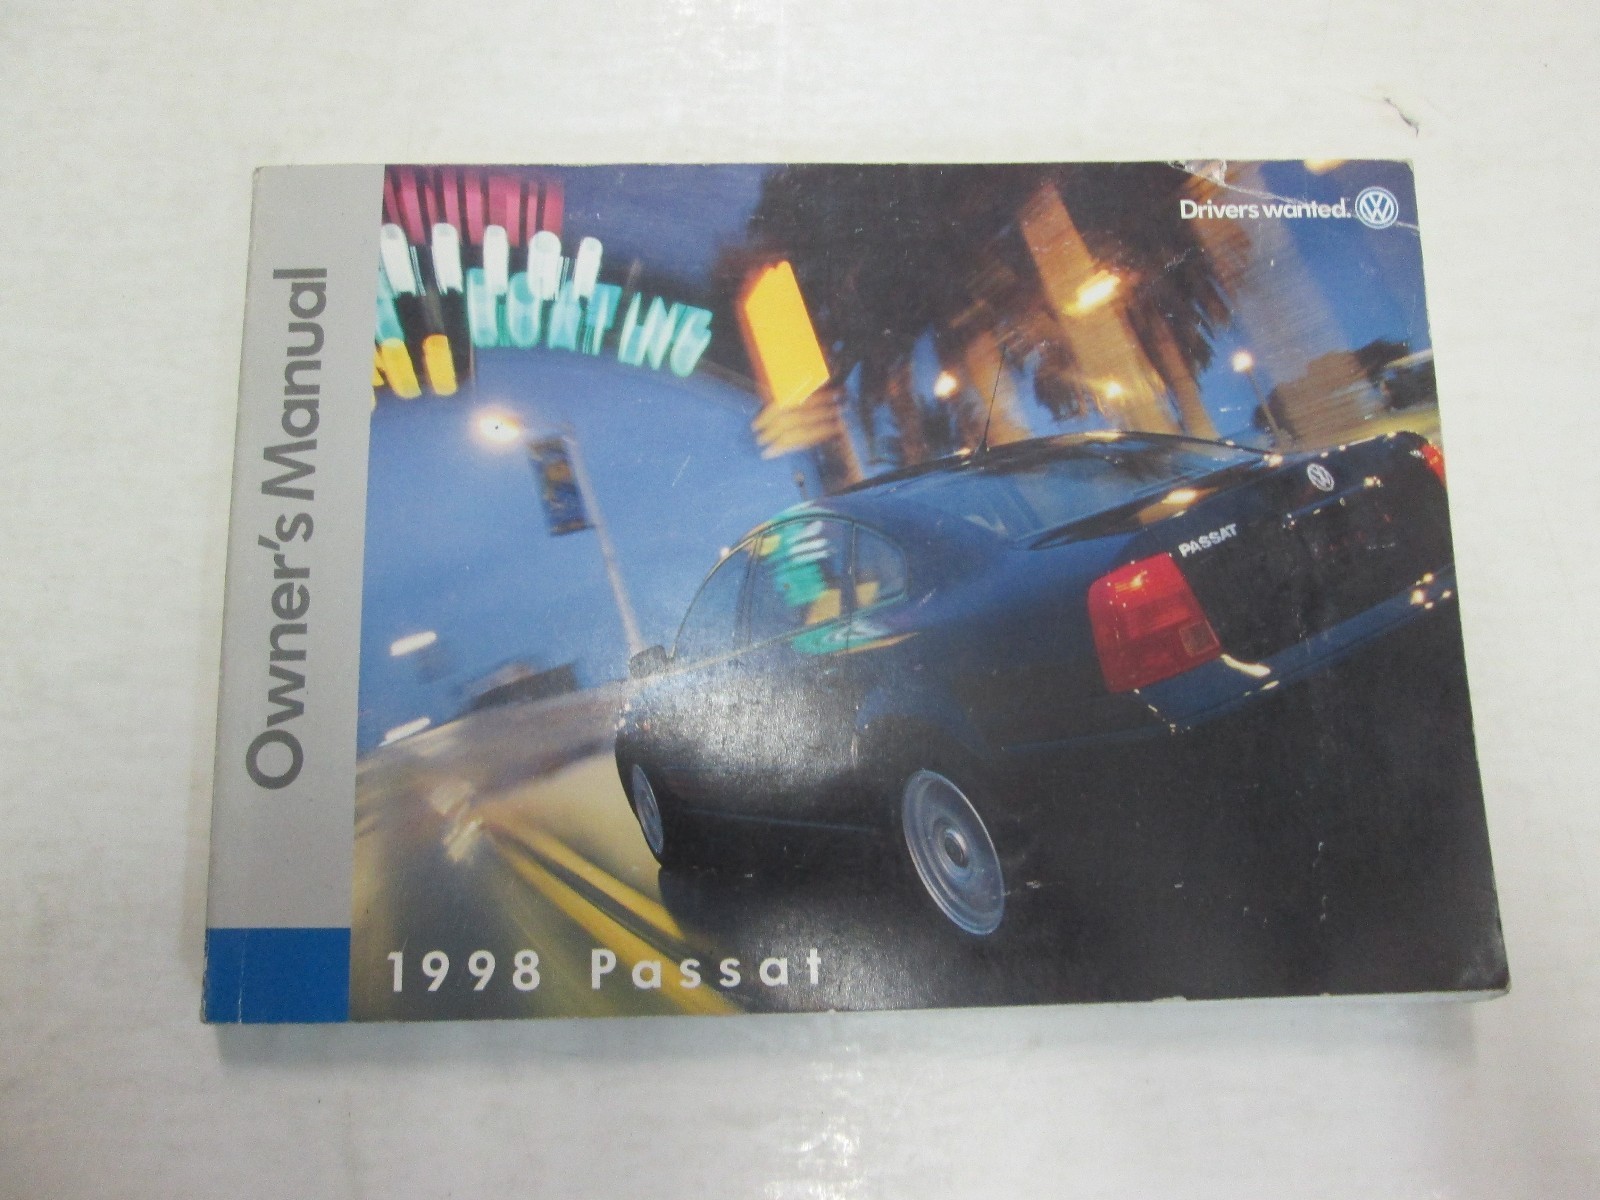 Owner's Manual
Drivers wanted.
PASSAT
1998 Passat